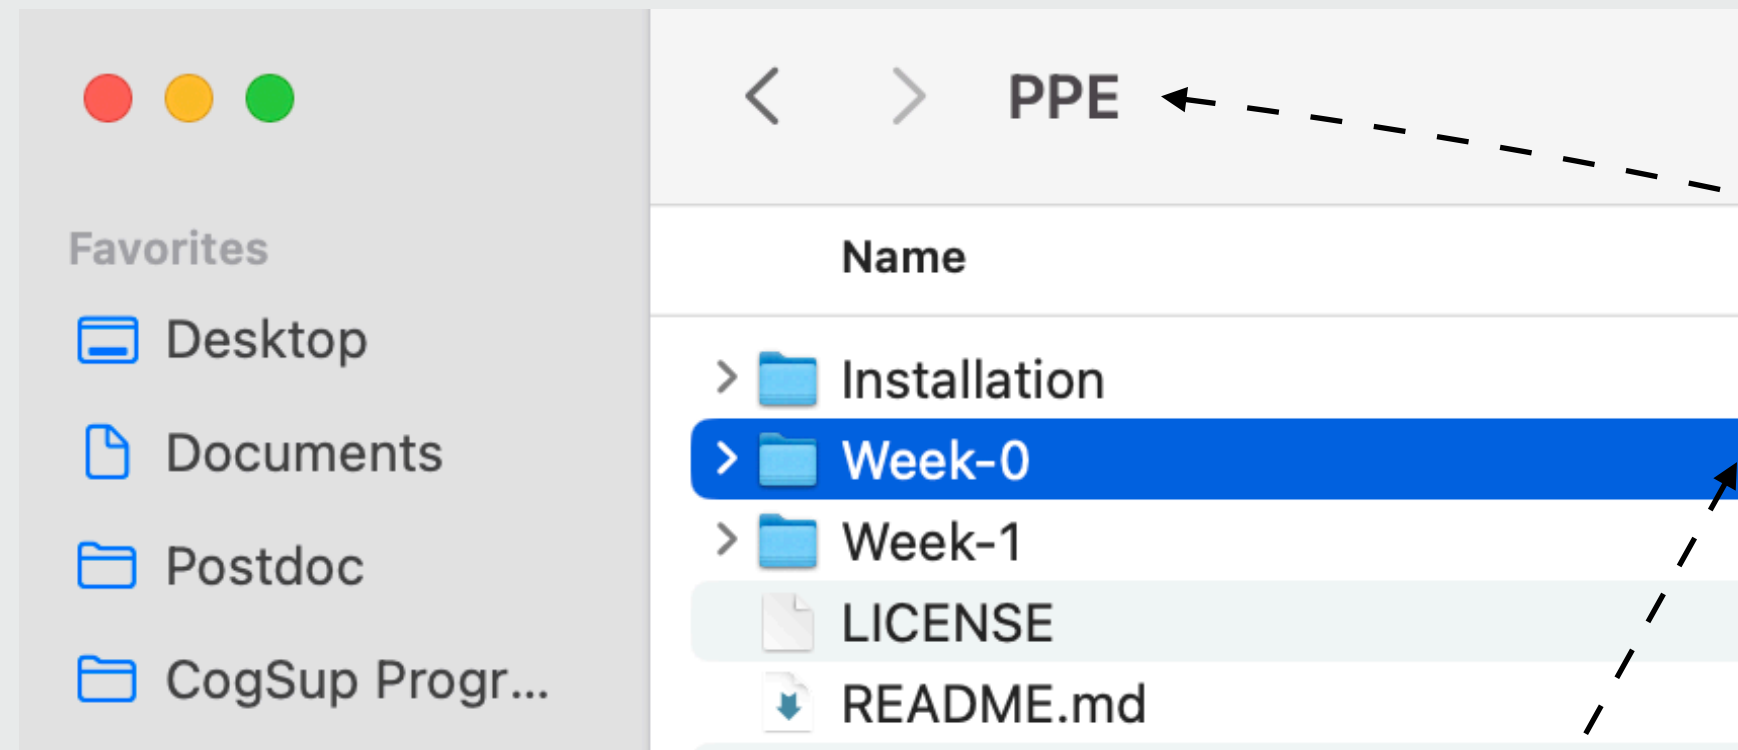 PPE
Favorites
Desktop
Documents
Postdoc
CogSup Progr...
Name
Installation
Week-0
Week-1
LICENSE
README.md